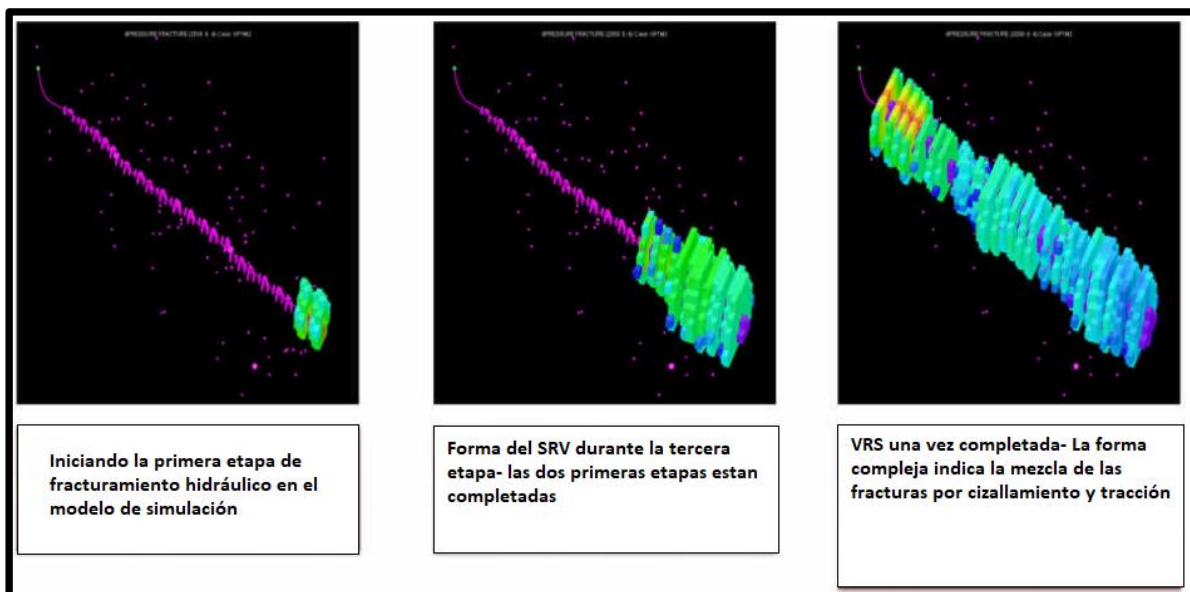 Iniciando la primera etapa de
fracturamiento hidráulico en el
modelo de simulación
Forma del SRV durante la tercera
etapa- las dos primeras etapas estan
completadas
VRS una vez completada- La forma
compleja indica la mezcla de las
fracturas por cizallamiento y tracción